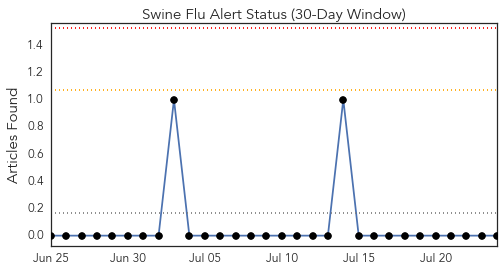 Swine Flu Alert Status (30-Day Window)
Articles Found
1.4
1.2
1.0
0.8
0.6
0.4
0.2
0.0
Jun 25 Jun 30 Jul 05 Jul 10 Jul 15 Jul 20